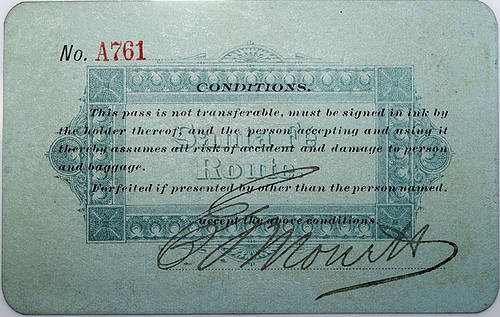 No. A761
CONDITIONS.
This pass is not transferable, must be signed in ink by
the holder thereof, and the person accepting and using it
thereby assumes all risk of accident and damage to person
and baggage.
Route.
Forfeited if presented by other than the person named.
accept the above conditions.